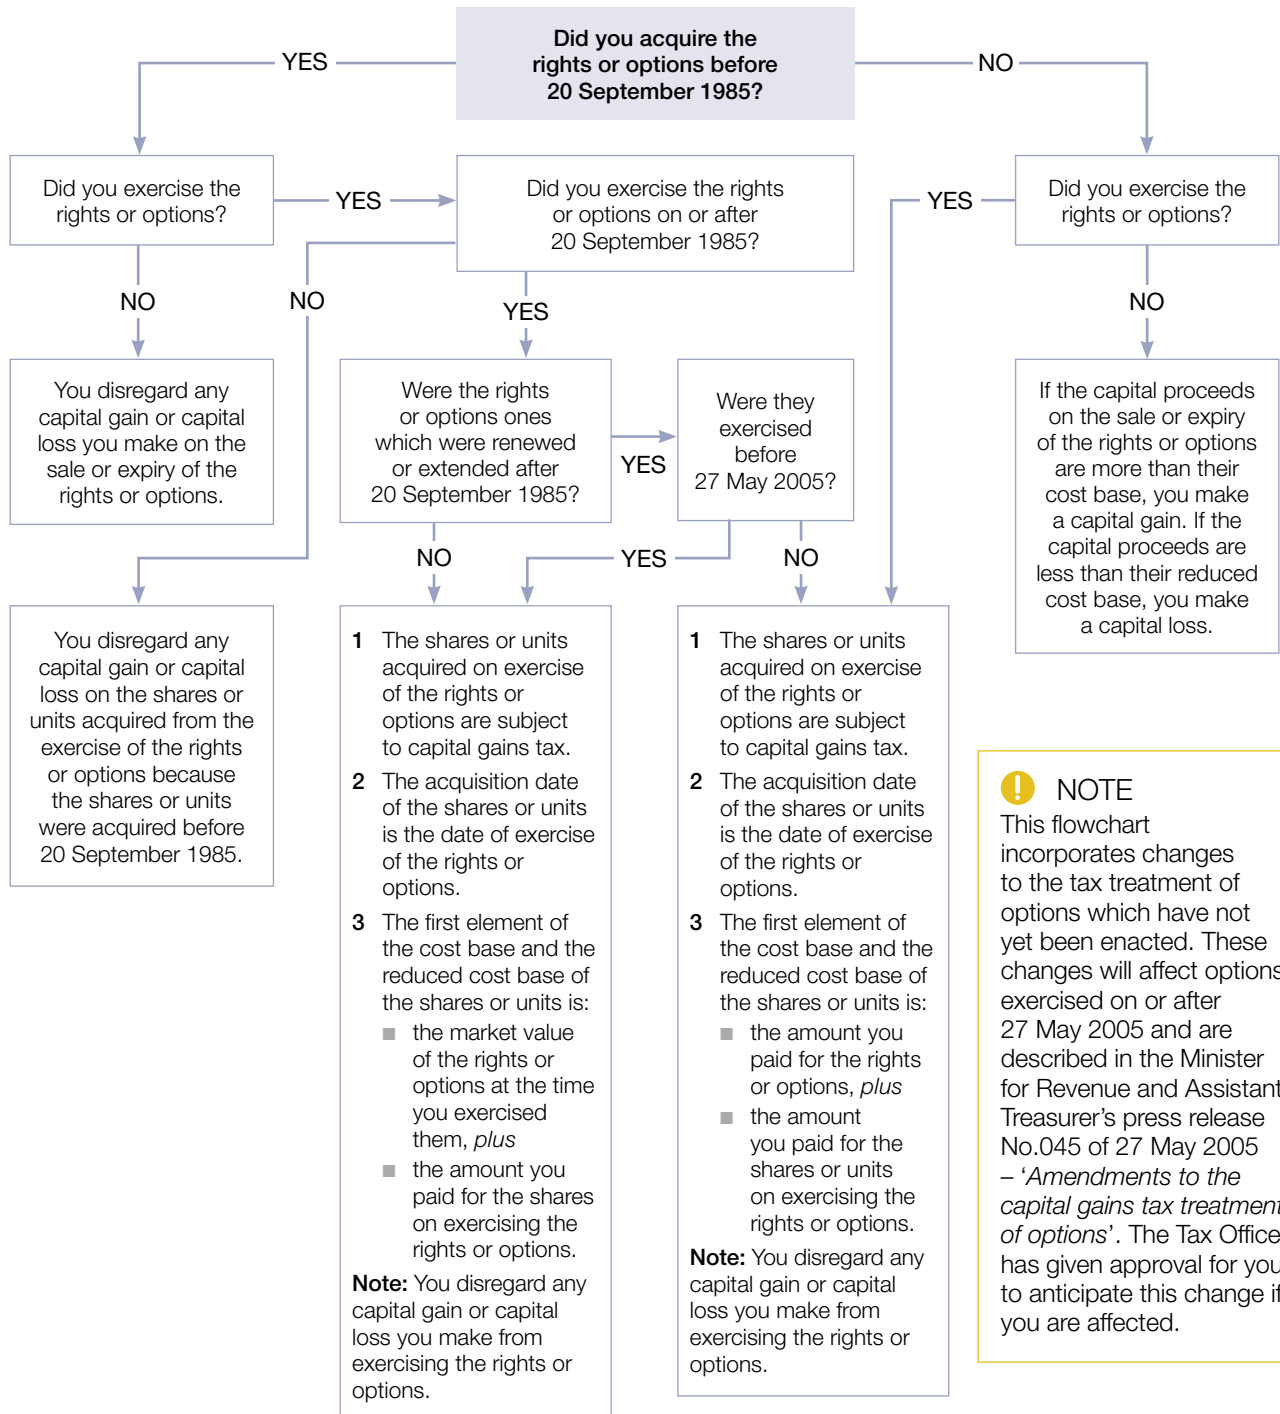 Did you acquire the
rights or options before
20 September 1985?
YES
NO
Did you exercise the
rights or options?
YES
Did you exercise the rights
or options on or after
20 September 1985?
YES
Did you exercise the
rights or options?
NO
NO
YES
NO
You disregard any
capital gain or capital
loss you make on the
sale or expiry of the
rights or options.
Were the rights
or options ones
which were renewed
or extended after
20 September 1985?
YES
Were they
exercised
before
27 May 2005?
If the capital proceeds
on the sale or expiry
of the rights or options
are more than their
cost base, you make
a capital gain. If the
capital proceeds are
less than their reduced
cost base, you make
a capital loss.
NO
YES
NO
You disregard any
capital gain or capital
loss on the shares or
units acquired from the
exercise of the rights
or options because
the shares or units
were acquired before
20 September 1985.
1 The shares or units
acquired on exercise
of the rights or
options are subject
to capital gains tax.
2 The acquisition date
of the shares or units
is the date of exercise
of the rights or
options.
3 The first element of
the cost base and the
reduced cost base of
the shares or units is:
■ the market value
of the rights or
options at the time
you exercised
them, plus
■ the amount you
paid for the shares
on exercising the
rights or options.
Note: You disregard any
capital gain or capital
loss you make from
exercising the rights or
options.
1 The shares or units
acquired on exercise
of the rights or
options are subject
to capital gains tax.
2 The acquisition date
of the shares or units
is the date of exercise
of the rights or
options.
3 The first element of
the cost base and the
reduced cost base of
the shares or units is:
■ the amount you
paid for the rights
or options, plus
■ the amount
you paid for the
shares or units
on exercising the
rights or options.
Note: You disregard any
capital gain or capital
loss you make from
exercising the rights or
options.
! NOTE
This flowchart
incorporates changes
to the tax treatment of
options which have not
yet been enacted. These
changes will affect options
exercised on or after
27 May 2005 and are
described in the Minister
for Revenue and Assistant
Treasurer’s press release
No.045 of 27 May 2005
– ‘Amendments to the
capital gains tax treatment
of options’. The Tax Office
has given approval for you
to anticipate this change if
you are affected.